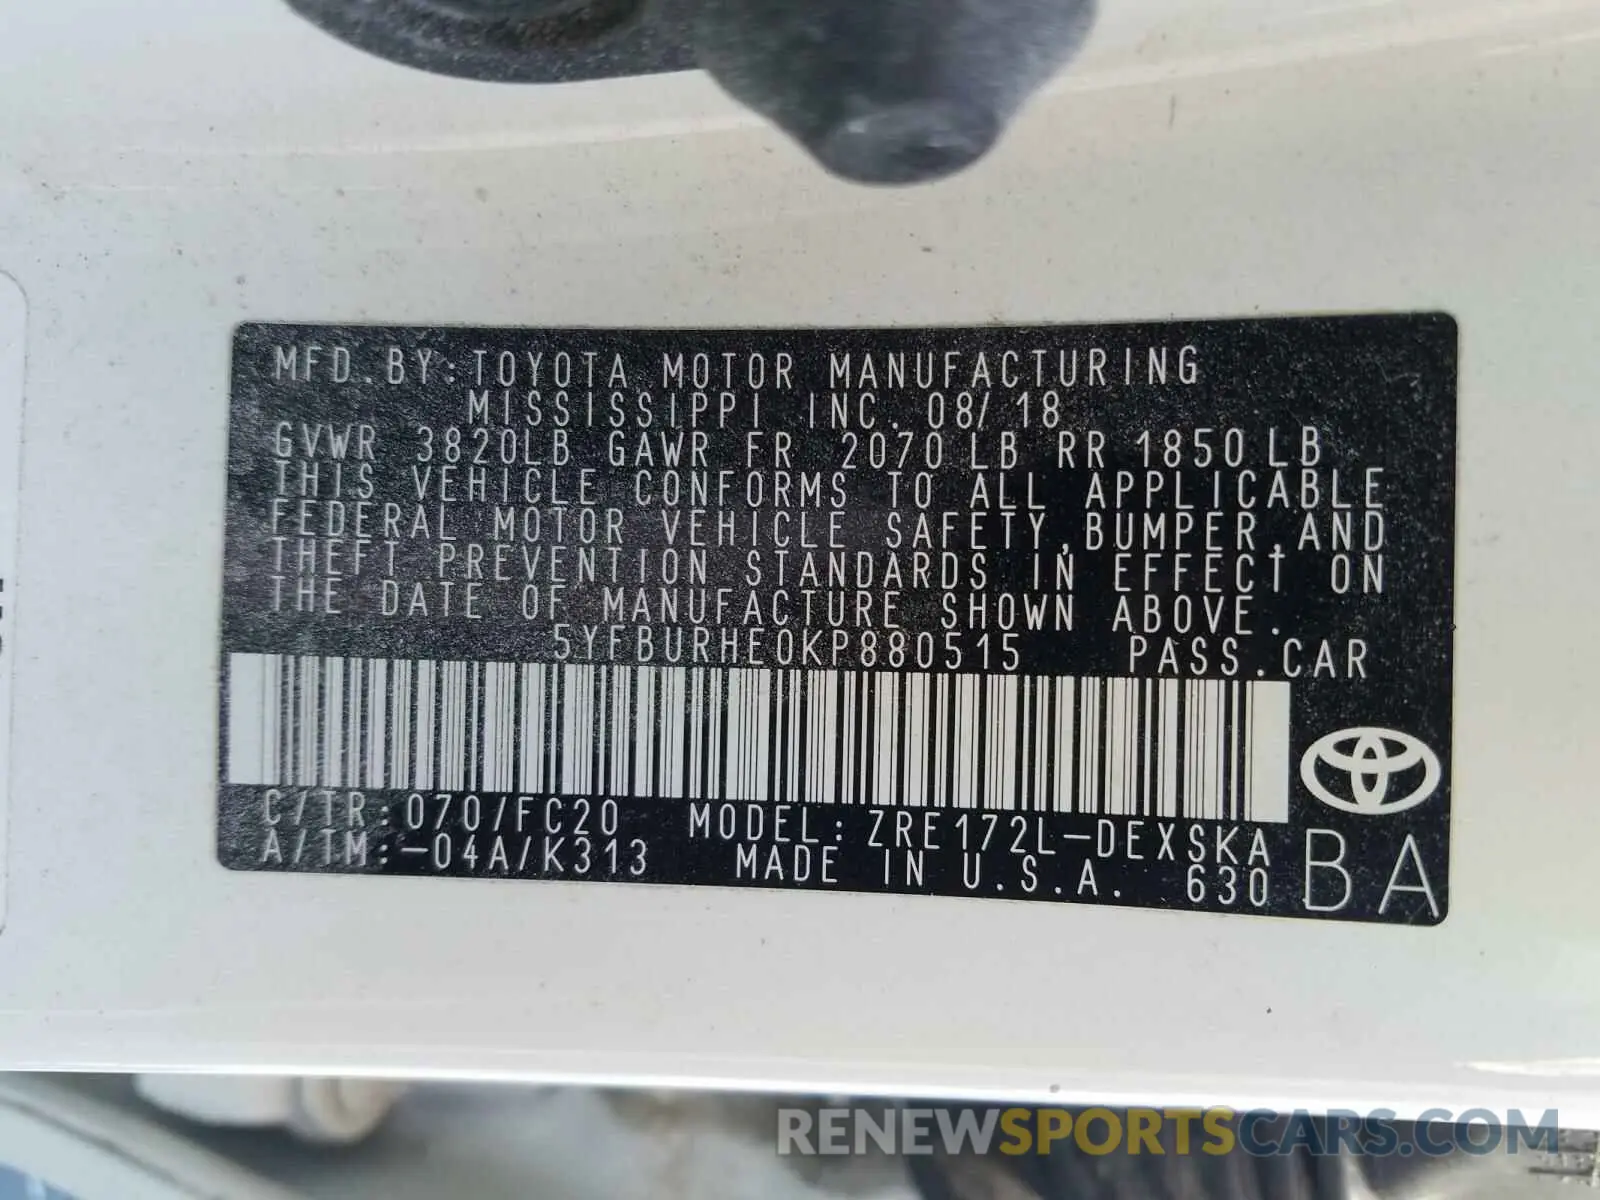 MFD. BY: TOYOTA MOTOR MANUFACTURING
MISSISSIPPI INC. 08/18
GVWR 3820LB GAWR FR 2070 LB RR 1850 LB
THIS VEHICLE CONFORMS TO ALL APPLICABLE
FEDERAL MOTOR VEHICLE SAFETY, BUMPER, AND
THEFT PREVENTION STANDARDS IN EFFECT ON
THE DATE OF MANUFACTURE SHOWN ABOVE.
5YFBURHE0KP880515 PASS. CAR
C/TR: 070/FC20 MODEL: ZRE172L-DEXSKA
A/TM: -04A/K313 MADE IN U.S.A. 630
BA
RENEWSPORTSCARS.COM